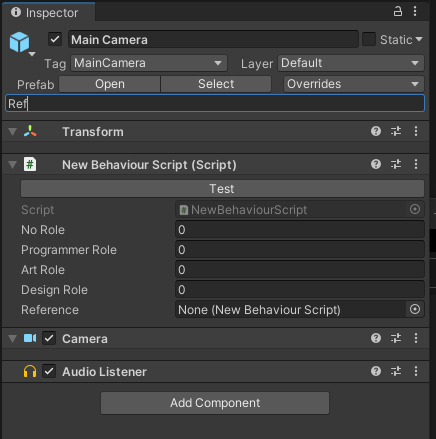 Inspector
Main Camera Static
Tag MainCamera Layer Default
Prefab Open Select Overrides
Ref
Transform
# New Behaviour Script (Script)
Test
Script # NewBehaviourScript
No Role 0
Programmer Role 0
Art Role 0
Design Role 0
Reference None (New Behaviour Script)
Camera
Audio Listener
Add Component